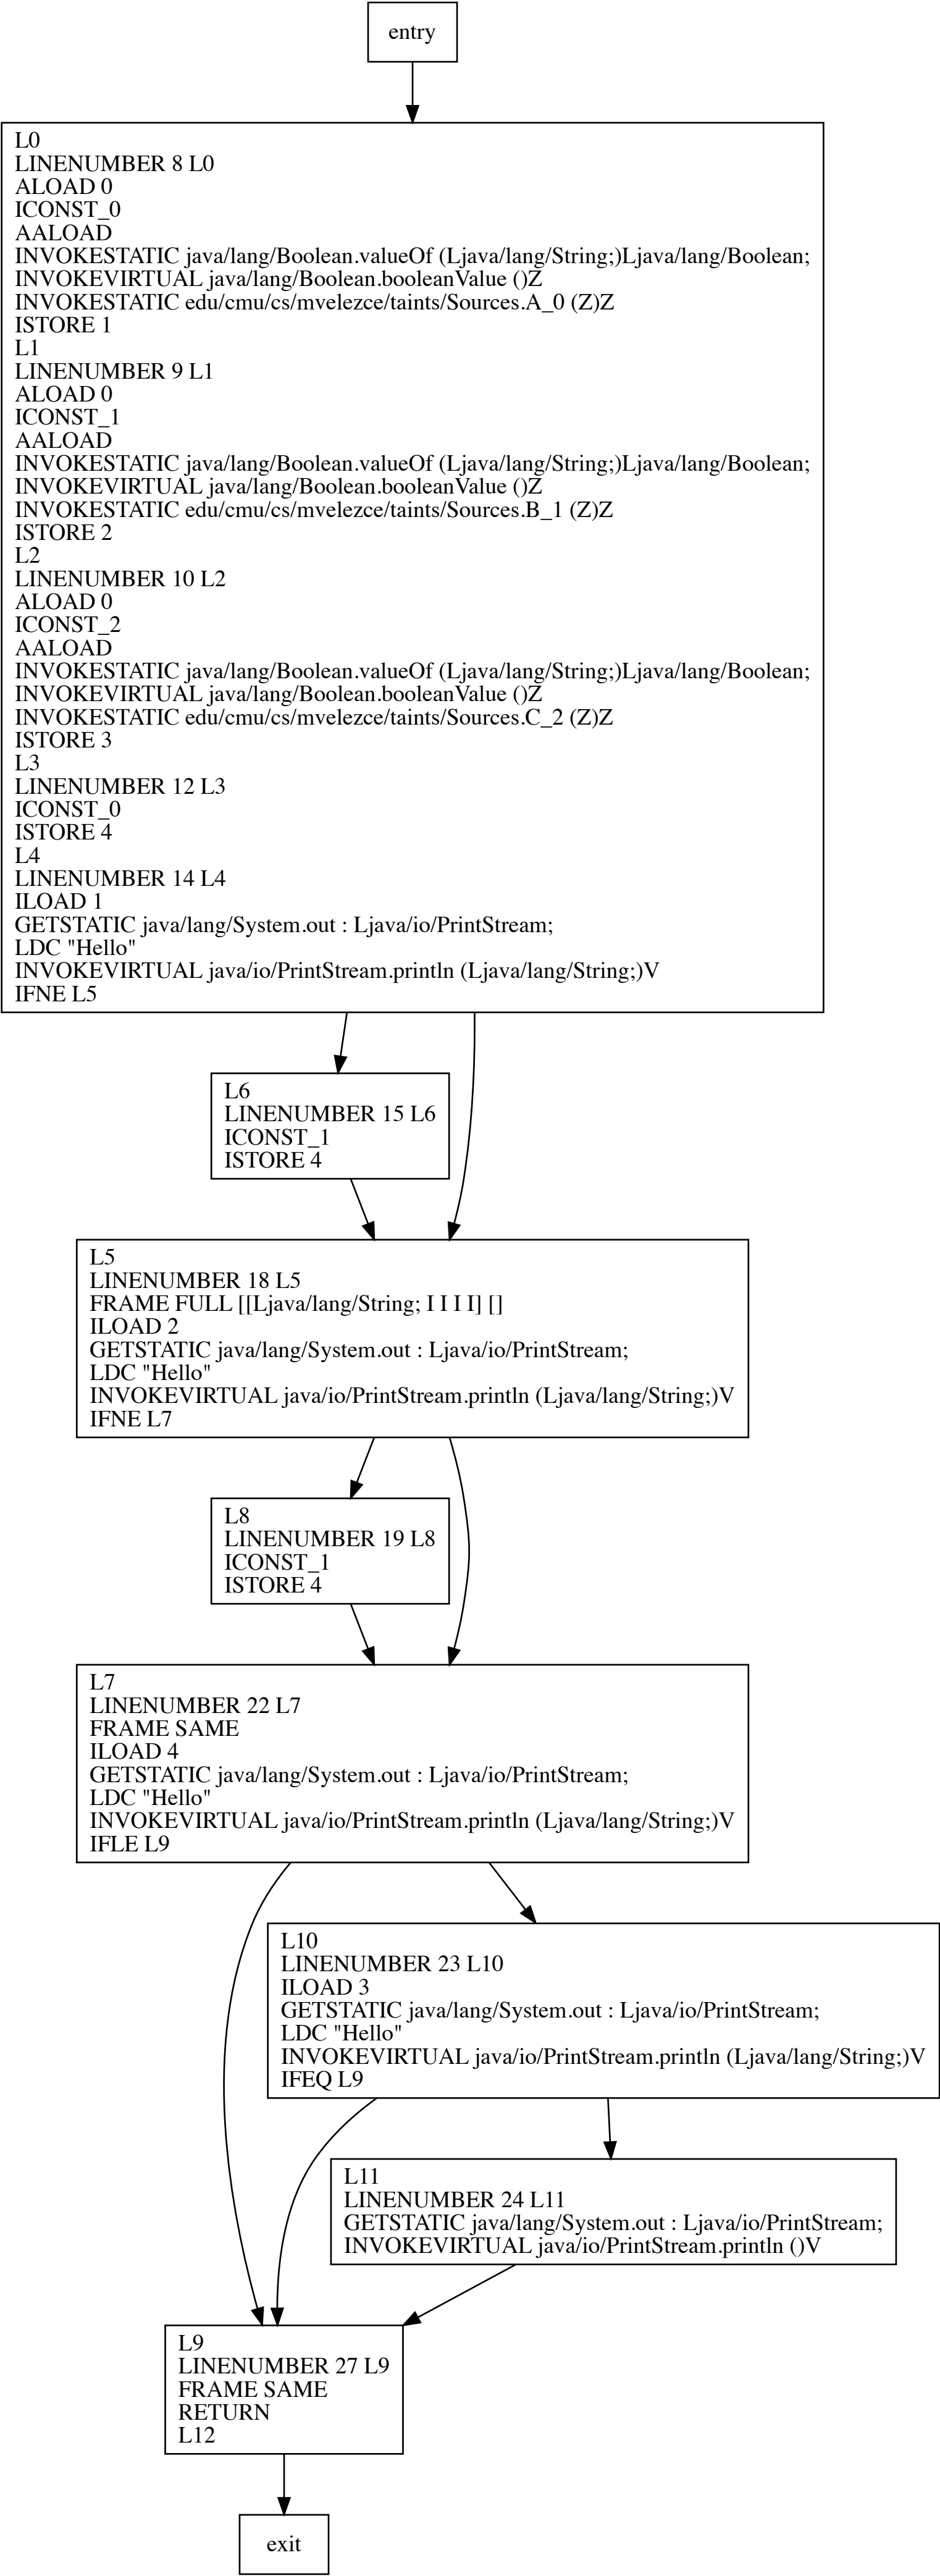 entry
L0
LINENUMBER 8 L0
ALOAD 0
ICONST_0
AALOAD
INVOKESTATIC java/lang/Boolean.valueOf (Ljava/lang/String;)Ljava/lang/Boolean;
INVOKEVIRTUAL java/lang/Boolean.booleanValue ()Z
INVOKESTATIC edu/cmu/cs/mvelezce/taints/Sources.A_0 (Z)Z
ISTORE 1
L1
LINENUMBER 9 L1
ALOAD 0
ICONST_1
AALOAD
INVOKESTATIC java/lang/Boolean.valueOf (Ljava/lang/String;)Ljava/lang/Boolean;
INVOKEVIRTUAL java/lang/Boolean.booleanValue ()Z
INVOKESTATIC edu/cmu/cs/mvelezce/taints/Sources.B_1 (Z)Z
ISTORE 2
L2
LINENUMBER 10 L2
ALOAD 0
ICONST_2
AALOAD
INVOKESTATIC java/lang/Boolean.valueOf (Ljava/lang/String;)Ljava/lang/Boolean;
INVOKEVIRTUAL java/lang/Boolean.booleanValue ()Z
INVOKESTATIC edu/cmu/cs/mvelezce/taints/Sources.C_2 (Z)Z
ISTORE 3
L3
LINENUMBER 12 L3
ICONST_0
ISTORE 4
L4
LINENUMBER 14 L4
ILOAD 1
GETSTATIC java/lang/System.out : Ljava/io/PrintStream;
LDC "Hello"
INVOKEVIRTUAL java/io/PrintStream.println (Ljava/lang/String;)V
IFNE L5
L6
LINENUMBER 15 L6
ICONST_1
ISTORE 4
L5
LINENUMBER 18 L5
FRAME FULL [[Ljava/lang/String; I I I I] []
ILOAD 2
GETSTATIC java/lang/System.out : Ljava/io/PrintStream;
LDC "Hello"
INVOKEVIRTUAL java/io/PrintStream.println (Ljava/lang/String;)V
IFNE L7
L8
LINENUMBER 19 L8
ICONST_1
ISTORE 4
L7
LINENUMBER 22 L7
FRAME SAME
ILOAD 4
GETSTATIC java/lang/System.out : Ljava/io/PrintStream;
LDC "Hello"
INVOKEVIRTUAL java/io/PrintStream.println (Ljava/lang/String;)V
IFLE L9
L10
LINENUMBER 23 L10
ILOAD 3
GETSTATIC java/lang/System.out : Ljava/io/PrintStream;
LDC "Hello"
INVOKEVIRTUAL java/io/PrintStream.println (Ljava/lang/String;)V
IFEQ L9
L11
LINENUMBER 24 L11
GETSTATIC java/lang/System.out : Ljava/io/PrintStream;
INVOKEVIRTUAL java/io/PrintStream.println ()V
L9
LINENUMBER 27 L9
FRAME SAME
RETURN
L12
exit